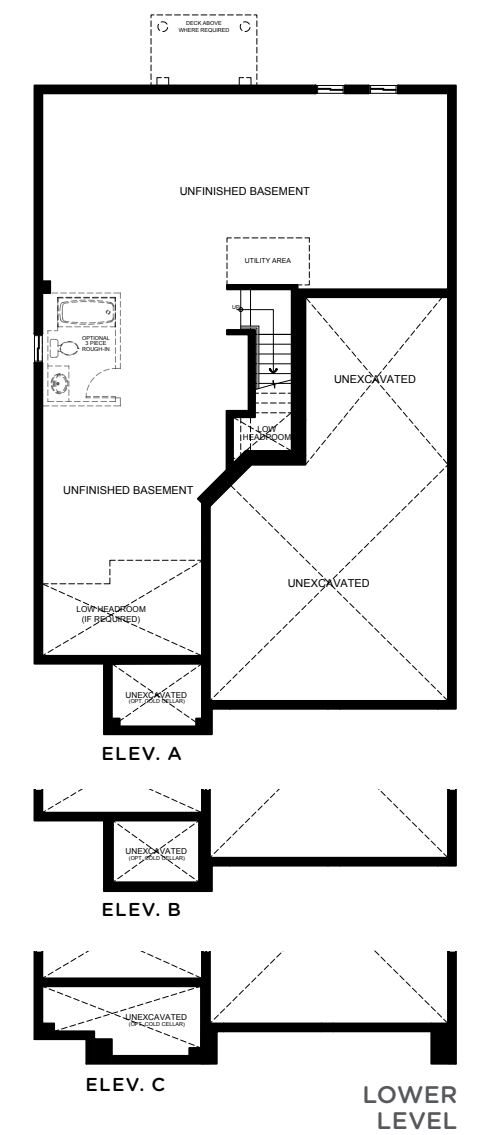 DECK ABOVE
WHERE REQUIRED
UNFINISHED BASEMENT
UTILITY AREA
UP
OPTIONAL
3 PIECE
ROUGH-IN
UNEXCAVATED
LOW
HEADROOM
UNFINISHED BASEMENT
UNEXCAVATED
LOW HEADROOM
(IF REQUIRED)
UNEXCAVATED
(OPT. COLD CELLAR)
ELEV. A
UNEXCAVATED
(OPT. COLD CELLAR)
ELEV. B
UNEXCAVATED
(OPT. COLD CELLAR)
ELEV. C
LOWER
LEVEL